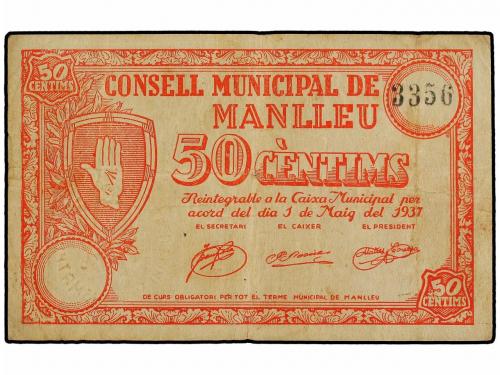 50
CÈNTIMS
CONSELL MUNICIPAL DE
MANLLEU
3356
50 CÈNTIMS
Reintegrable a la Caixa Municipal per
acord del dia 1 de Maig del 1937
EL SECRETARI EL CAIXER EL PRESIDENT
DE CURS OBLIGATORI PER TOT EL TERME MUNICIPAL DE MANLLEU
50
CÈNTIMS